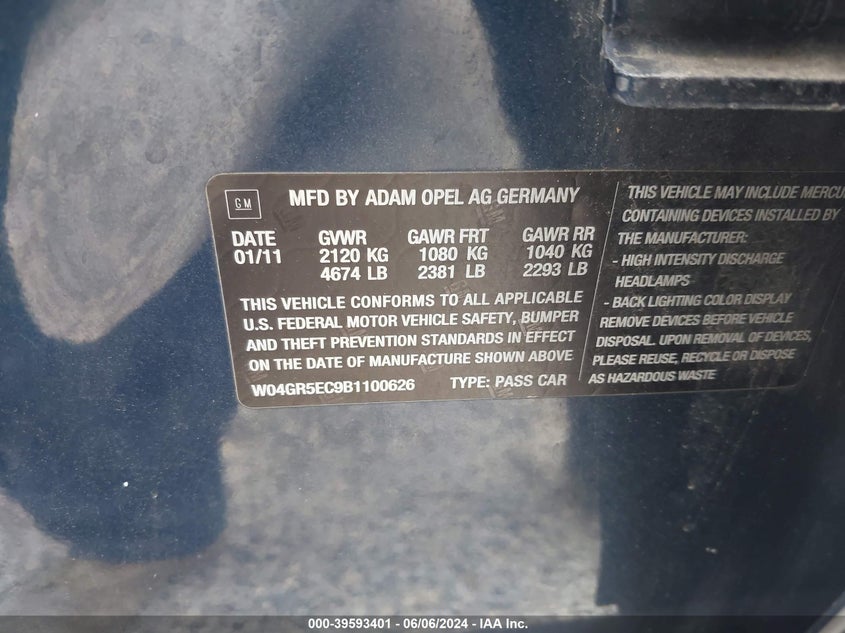 GM
MFD BY ADAM OPEL AG GERMANY
DATE GVWR GAWR FRT GAWR RR
01/11 2120 KG 1080 KG 1040 KG
4674 LB 2381 LB 2293 LB
THIS VEHICLE CONFORMS TO ALL APPLICABLE
U.S. FEDERAL MOTOR VEHICLE SAFETY, BUMPER
AND THEFT PREVENTION STANDARDS IN EFFECT
ON THE DATE OF MANUFACTURE SHOWN ABOVE
W04GR5EC9B1100626 TYPE: PASS CAR
THIS VEHICLE MAY INCLUDE MERCU
CONTAINING DEVICES INSTALLED BY
THE MANUFACTURER:
- HIGH INTENSITY DISCHARGE
HEADLAMPS
- BACK LIGHTING COLOR DISPLAY
REMOVE DEVICES BEFORE VEHICLE
DISPOSAL. UPON REMOVAL OF DEVICES,
PLEASE REUSE, RECYCLE OR DISPOSE
AS HAZARDOUS WASTE
000-39593401 - 06/06/2024 - IAA Inc.